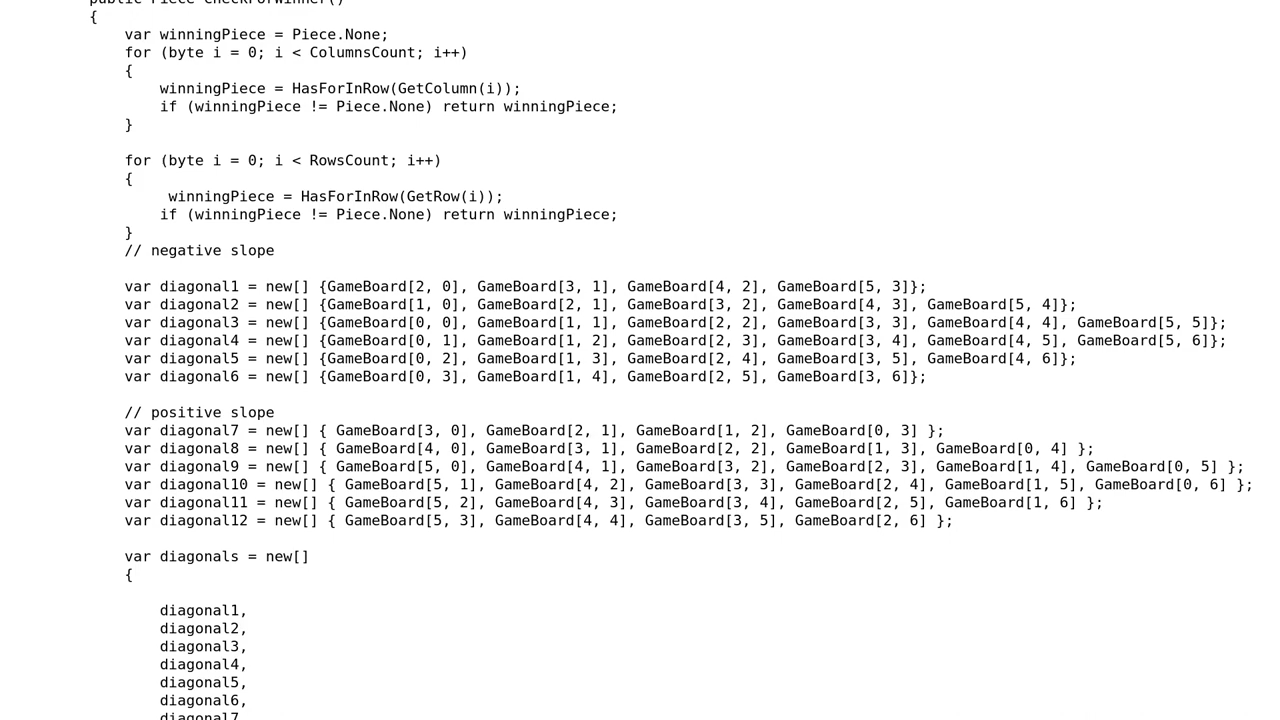 public Piece CheckForWinner()
{
var winningPiece = Piece.None;
for (byte i = 0; i < ColumnsCount; i++)
{
winningPiece = HasForInRow(GetColumn(i));
if (winningPiece != Piece.None) return winningPiece;
}
for (byte i = 0; i < RowsCount; i++)
{
winningPiece = HasForInRow(GetRow(i));
if (winningPiece != Piece.None) return winningPiece;
}
// negative slope
var diagonal1 = new[] {GameBoard[2, 0], GameBoard[3, 1], GameBoard[4, 2], GameBoard[5, 3]};
var diagonal2 = new[] {GameBoard[1, 0], GameBoard[2, 1], GameBoard[3, 2], GameBoard[4, 3], GameBoard[5, 4]};
var diagonal3 = new[] {GameBoard[0, 0], GameBoard[1, 1], GameBoard[2, 2], GameBoard[3, 3], GameBoard[4, 4], GameBoard[5, 5]};
var diagonal4 = new[] {GameBoard[0, 1], GameBoard[1, 2], GameBoard[2, 3], GameBoard[3, 4], GameBoard[4, 5], GameBoard[5, 6]};
var diagonal5 = new[] {GameBoard[0, 2], GameBoard[1, 3], GameBoard[2, 4], GameBoard[3, 5], GameBoard[4, 6]};
var diagonal6 = new[] {GameBoard[0, 3], GameBoard[1, 4], GameBoard[2, 5], GameBoard[3, 6]};
// positive slope
var diagonal7 = new[] { GameBoard[3, 0], GameBoard[2, 1], GameBoard[1, 2], GameBoard[0, 3] };
var diagonal8 = new[] { GameBoard[4, 0], GameBoard[3, 1], GameBoard[2, 2], GameBoard[1, 3], GameBoard[0, 4] };
var diagonal9 = new[] { GameBoard[5, 0], GameBoard[4, 1], GameBoard[3, 2], GameBoard[2, 3], GameBoard[1, 4], GameBoard[0, 5] };
var diagonal10 = new[] { GameBoard[5, 1], GameBoard[4, 2], GameBoard[3, 3], GameBoard[2, 4], GameBoard[1, 5], GameBoard[0, 6] };
var diagonal11 = new[] { GameBoard[5, 2], GameBoard[4, 3], GameBoard[3, 4], GameBoard[2, 5], GameBoard[1, 6] };
var diagonal12 = new[] { GameBoard[5, 3], GameBoard[4, 4], GameBoard[3, 5], GameBoard[2, 6] };
var diagonals = new[]
{
diagonal1,
diagonal2,
diagonal3,
diagonal4,
diagonal5,
diagonal6,
diagonal7